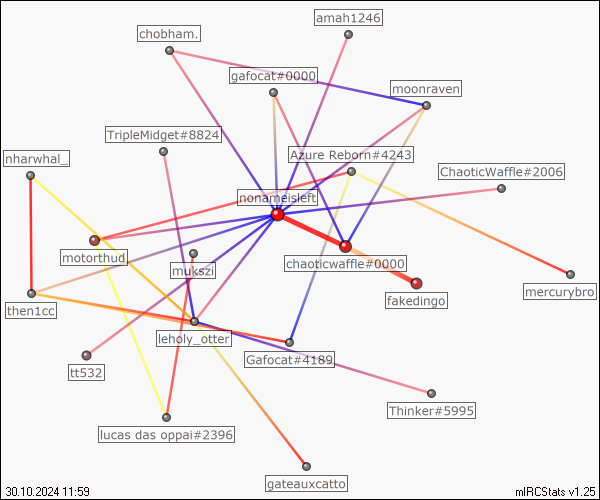 amah1246
chobham.
gafocat#0000
moonraven
TripleMidget#8824
Azure Reborn#4243
nharwhal_
ChaoticWaffle#2006
nonameisleft
motorthud_
mukszi
chaoticwaffle#0000
mercurybro
fakedingo
then1cc
leholy_otter
Gafocat#4189
tt532
Thinker#5995
lucas das oppai#2396
gateauxcatto
30.10.2024 11:59
mIRCStats v1.25